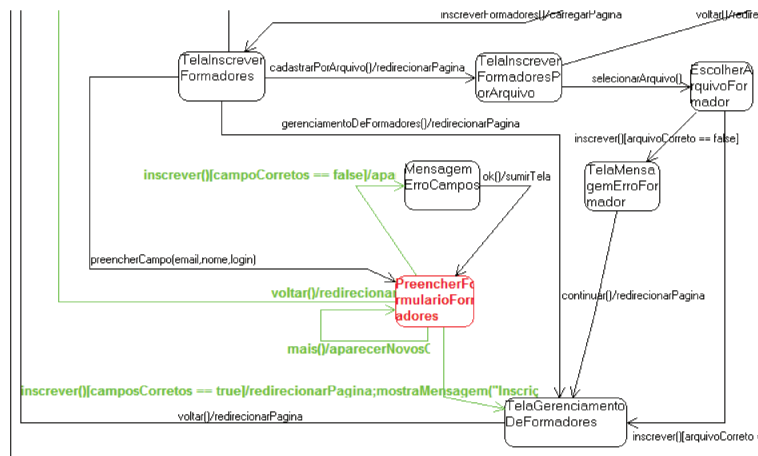 inscreverFormadores()/carregarPagina
voltar()/redire
TelaInscrever
Formadores
cadastrarPorArquivo()/redirecionarPagina
TelaInscrever
FormadoresP
orArquivo
selecionarArquivo()
EscolherA
rquivoFor
mador
gerenciamentoDeFormadores()/redirecionarPagina
inscrever()[arquivoCorreto == false]
inscrever()[campoCorretos == false]/apa
Mensagem
ErroCampos
ok()/sumirTela
TelaMensa
gemErroFor
mador
preencherCampo(email,nome,login)
voltar()/redirecionar
PreencherFo
rmularioForm
adores
continuar()/redirecionarPagina
mais()/aparecerNovosC
inscrever()[camposCorretos == true]/redirecionarPagina;mostraMensagem("Inscriç
voltar()/redirecionarPagina
TelaGerenciamento
DeFormadores
inscrever()[arquivoCorreto =